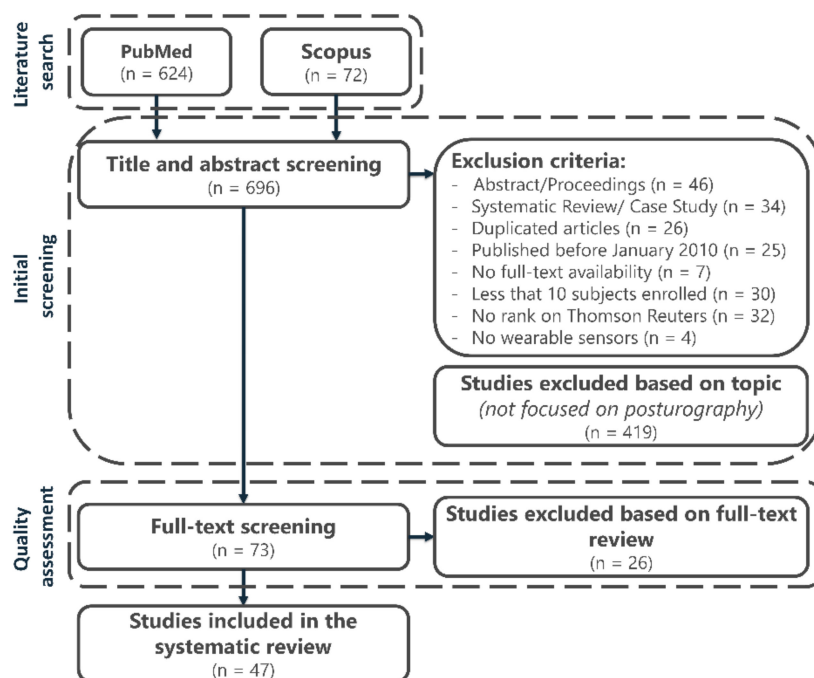 Literature
search
PubMed
(n = 624)
Scopus
(n = 72)
Initial
screening
Title and abstract screening
(n = 696)
Exclusion criteria:
- Abstract/Proceedings (n = 46)
- Systematic Review/ Case Study (n = 34)
- Duplicated articles (n = 26)
- Published before January 2010 (n = 25)
- No full-text availability (n = 7)
- Less that 10 subjects enrolled (n = 30)
- No rank on Thomson Reuters (n = 32)
- No wearable sensors (n = 4)
Studies excluded based on topic
(not focused on posturography)
(n = 419)
Quality
assessment
Full-text screening
(n = 73)
Studies excluded based on full-text
review
(n = 26)
Studies included in the
systematic review
(n = 47)